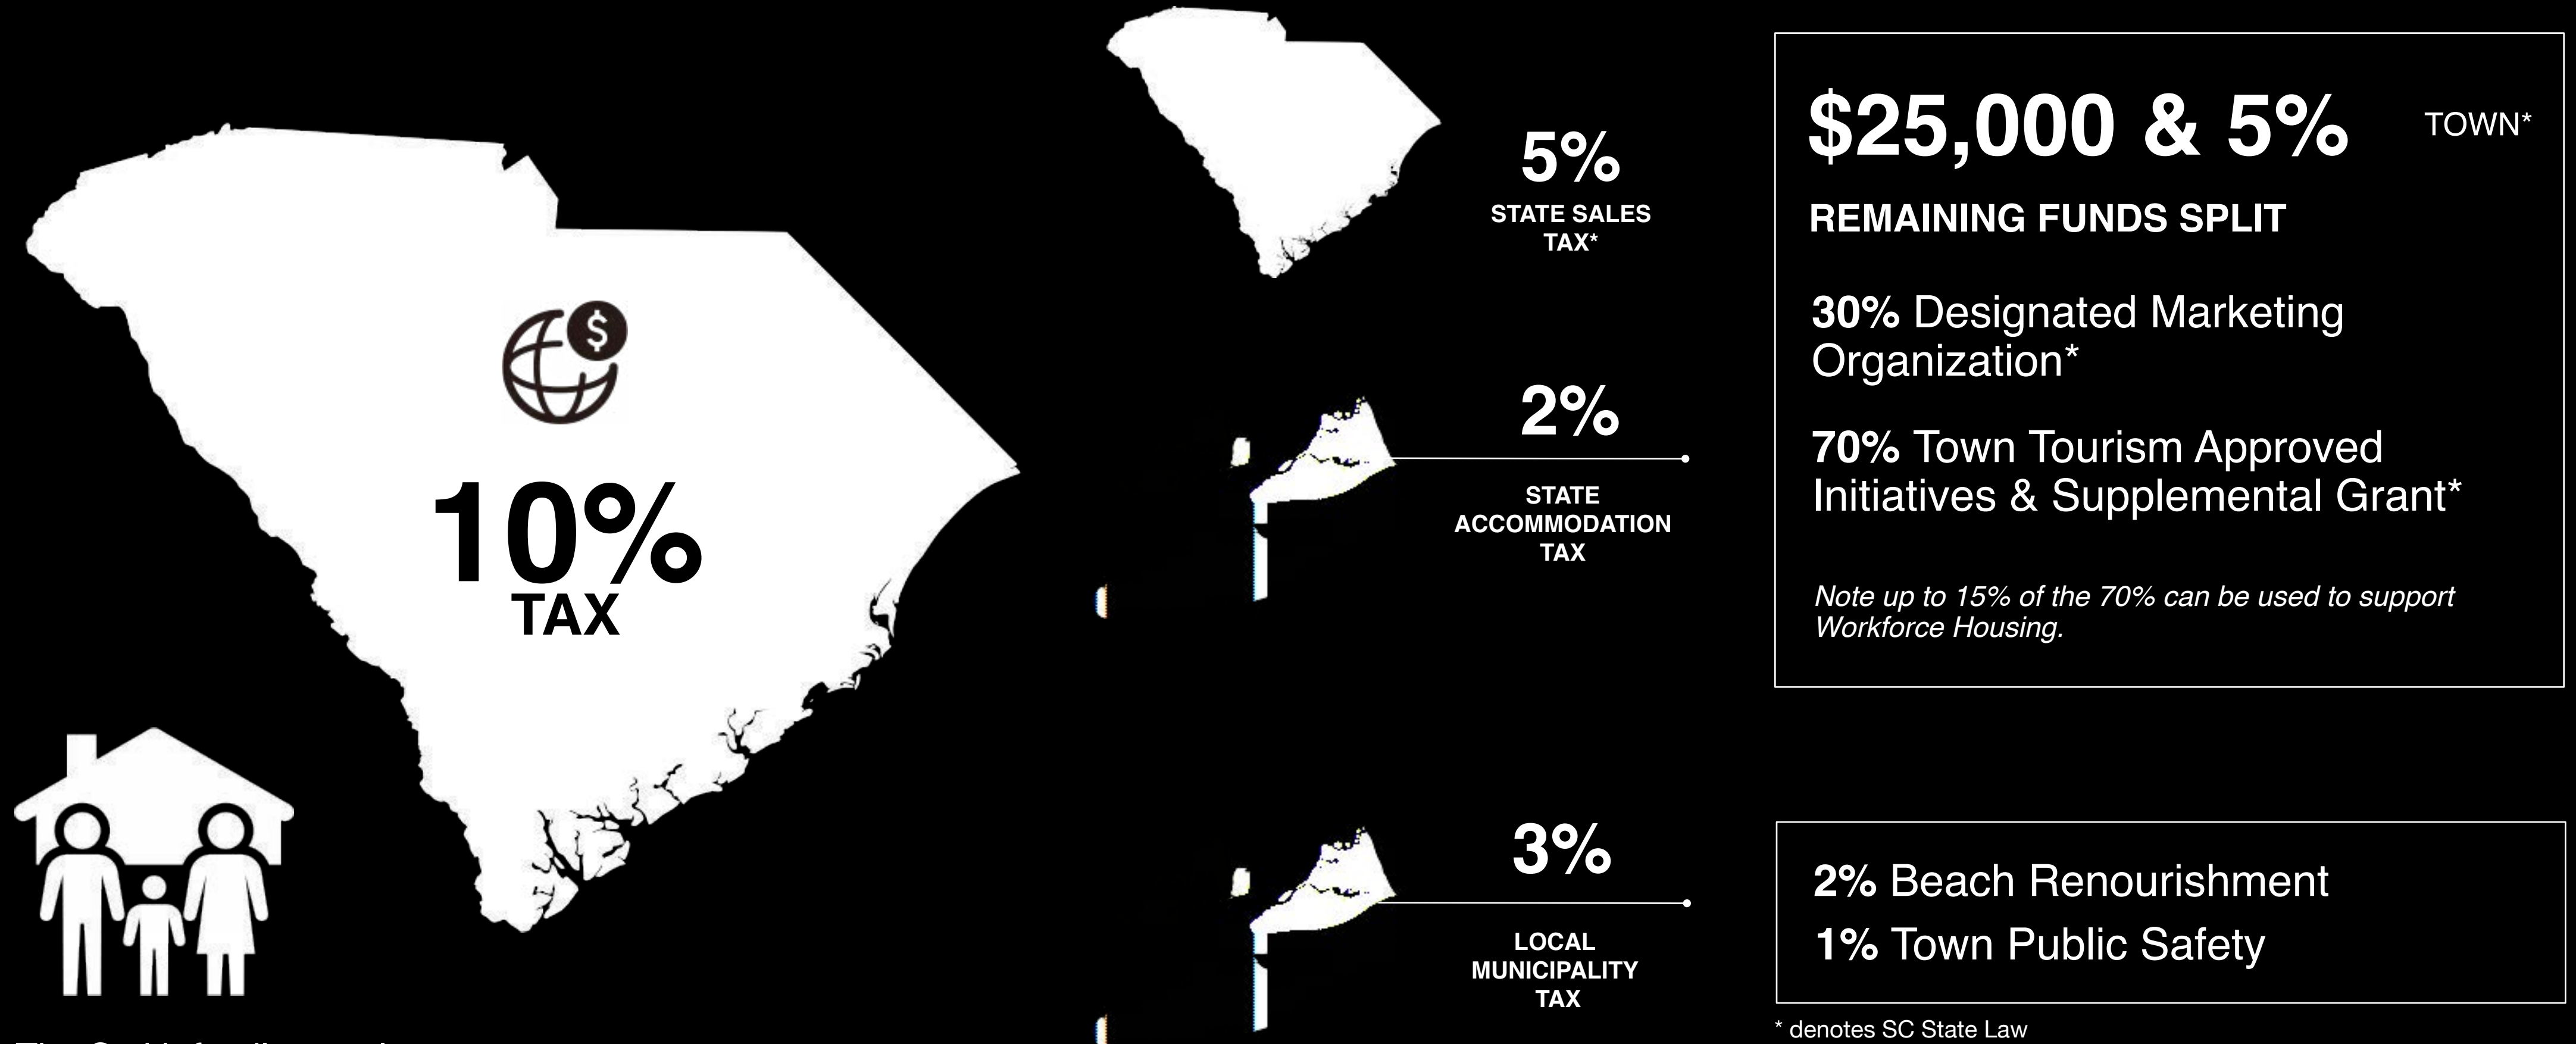 10%
TAX
5%
STATE SALES
TAX*
2%
STATE
ACCOMMODATION
TAX
3%
LOCAL
MUNICIPALITY
TAX
$25,000 & 5% TOWN*
REMAINING FUNDS SPLIT
30% Designated Marketing
Organization*
70% Town Tourism Approved
Initiatives & Supplemental Grant*
Note up to 15% of the 70% can be used to support
Workforce Housing.
2% Beach Renourishment
1% Town Public Safety
* denotes SC State Law